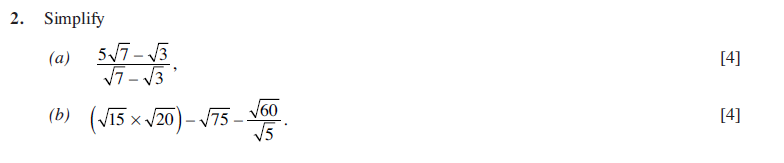 2. Simplify
(a) (5√7 – √3)/(√7 – √3), [4]
(b) (√15 × √20) – √75 – √60/√5. [4]